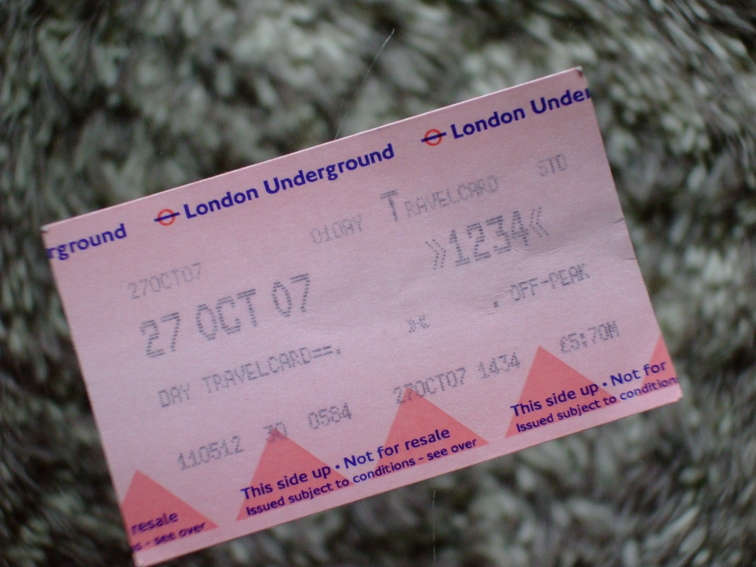 rground London Underground London Under
01DAY TRAVELCARD STD
27OCT07
27 OCT 07 »1234«
. OFF-PEAK
DAY TRAVELCARD==.
110512 30 0584 27OCT07 1434 £5:70M
resale This side up • Not for resale This side up • Not for
s - see over Issued subject to conditions - see over Issued subject to condition